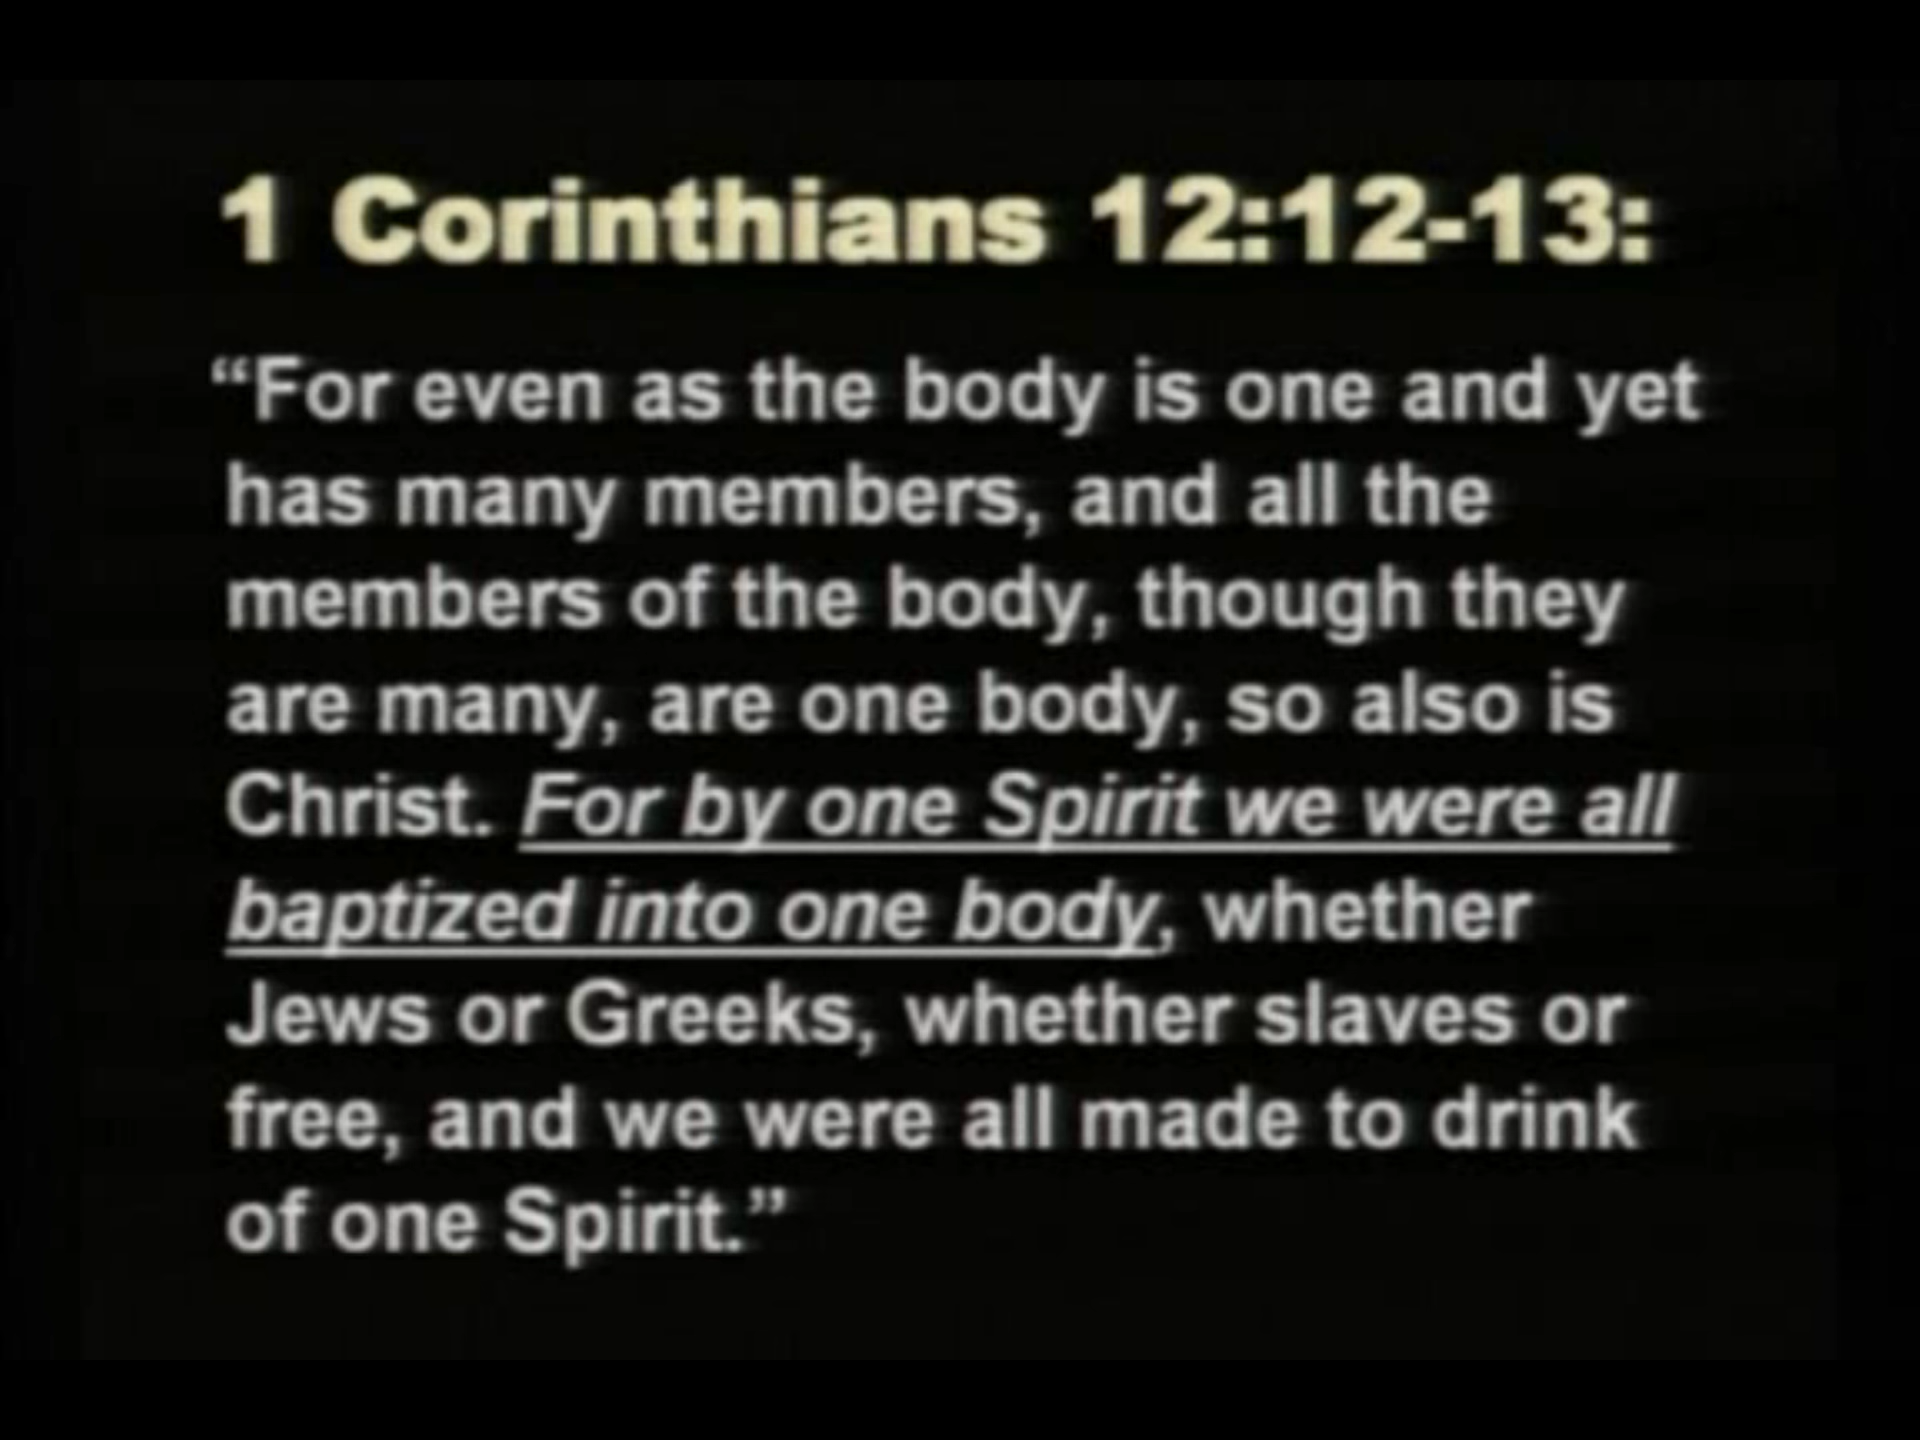 1 Corinthians 12:12-13:
“For even as the body is one and yet
has many members, and all the
members of the body, though they
are many, are one body, so also is
Christ. For by one Spirit we were all
baptized into one body, whether
Jews or Greeks, whether slaves or
free, and we were all made to drink
of one Spirit.”